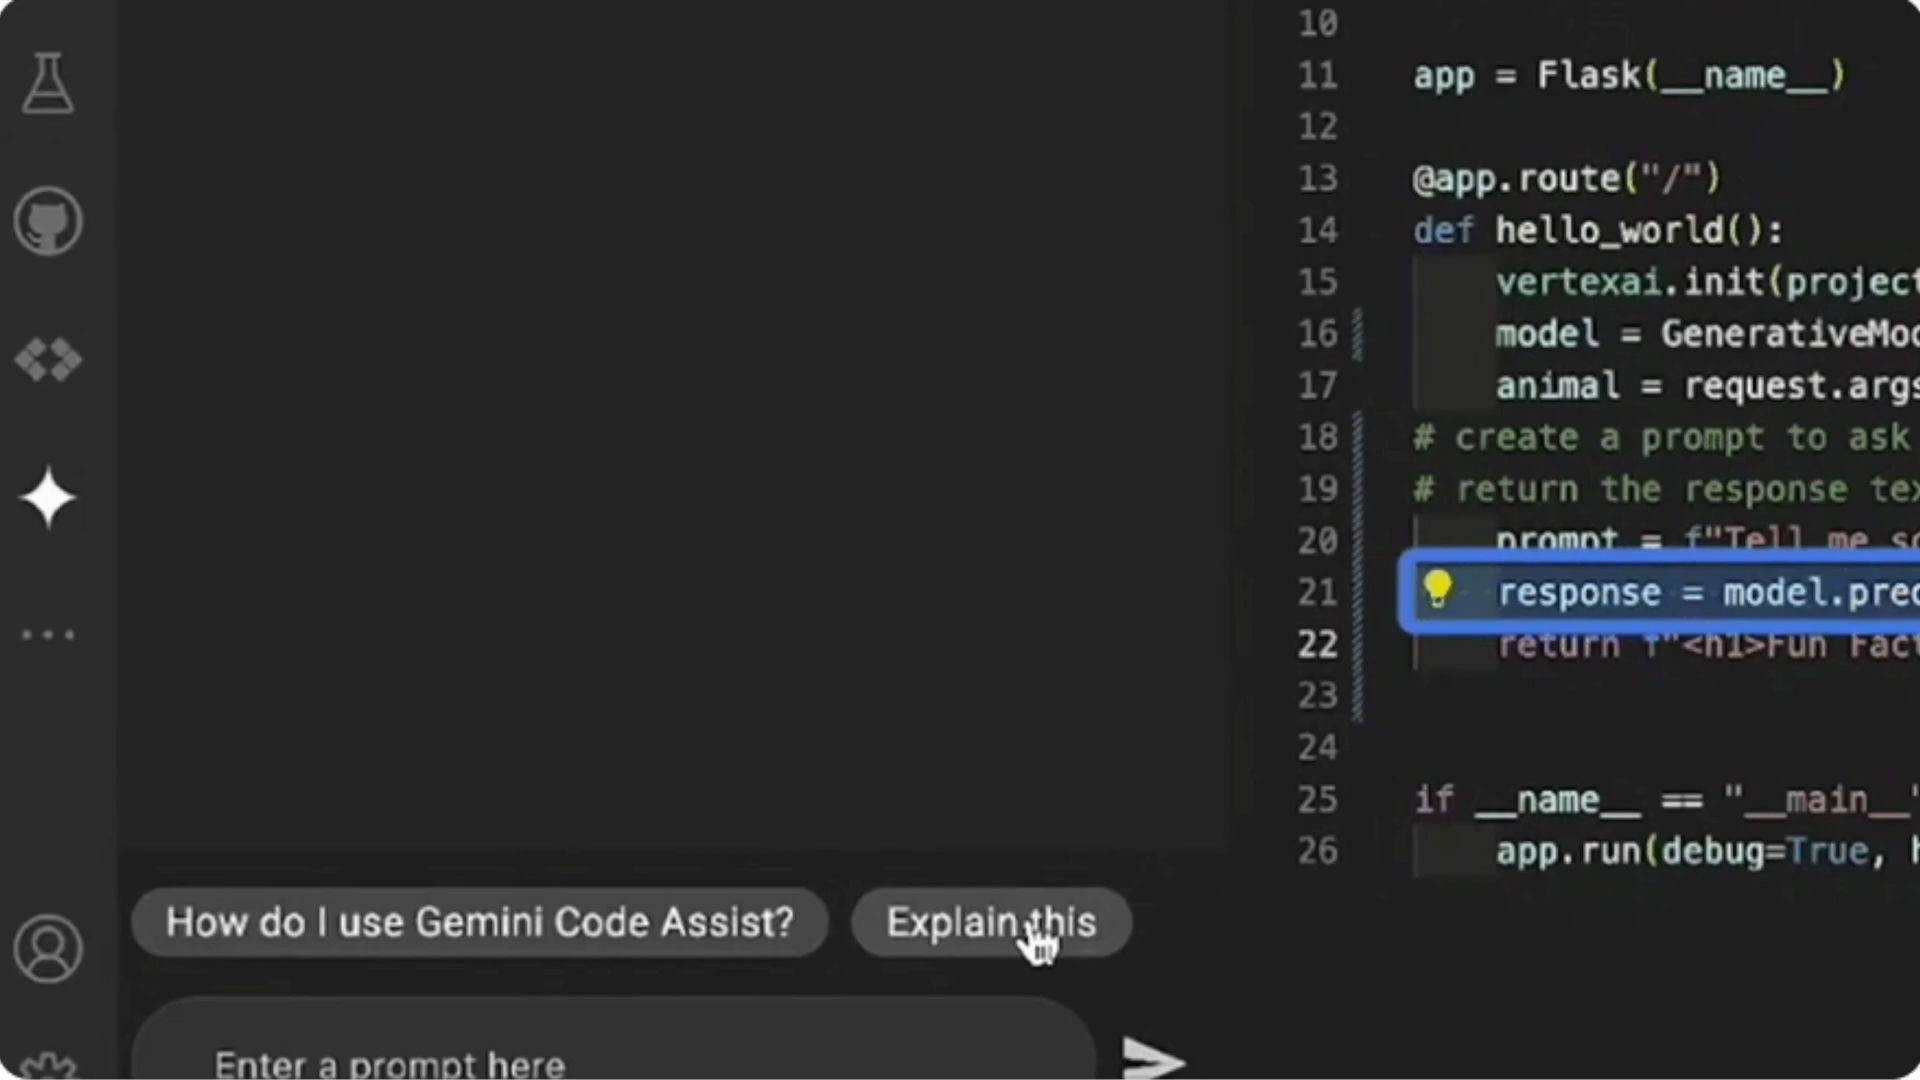 10
11 app = Flask(__name__)
12
13 @app.route("/")
14 def hello_world():
15 vertexai.init(project
16 model = GenerativeMod
17 animal = request.args
18 # create a prompt to ask
19 # return the response tex
20 prompt = f"Tell me so
21 response = model.pred
22 return f"<h1>Fun Fact
23
24
25 if __name__ == "__main__"
26 app.run(debug=True, h
How do I use Gemini Code Assist? Explain this
Enter a prompt here